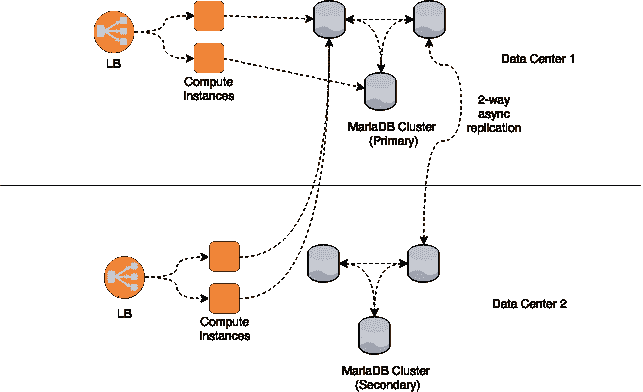 LB
Compute
Instances
MariaDB Cluster
(Primary)
Data Center 1
2-way
async
replication
LB
Compute
Instances
MariaDB Cluster
(Secondary)
Data Center 2